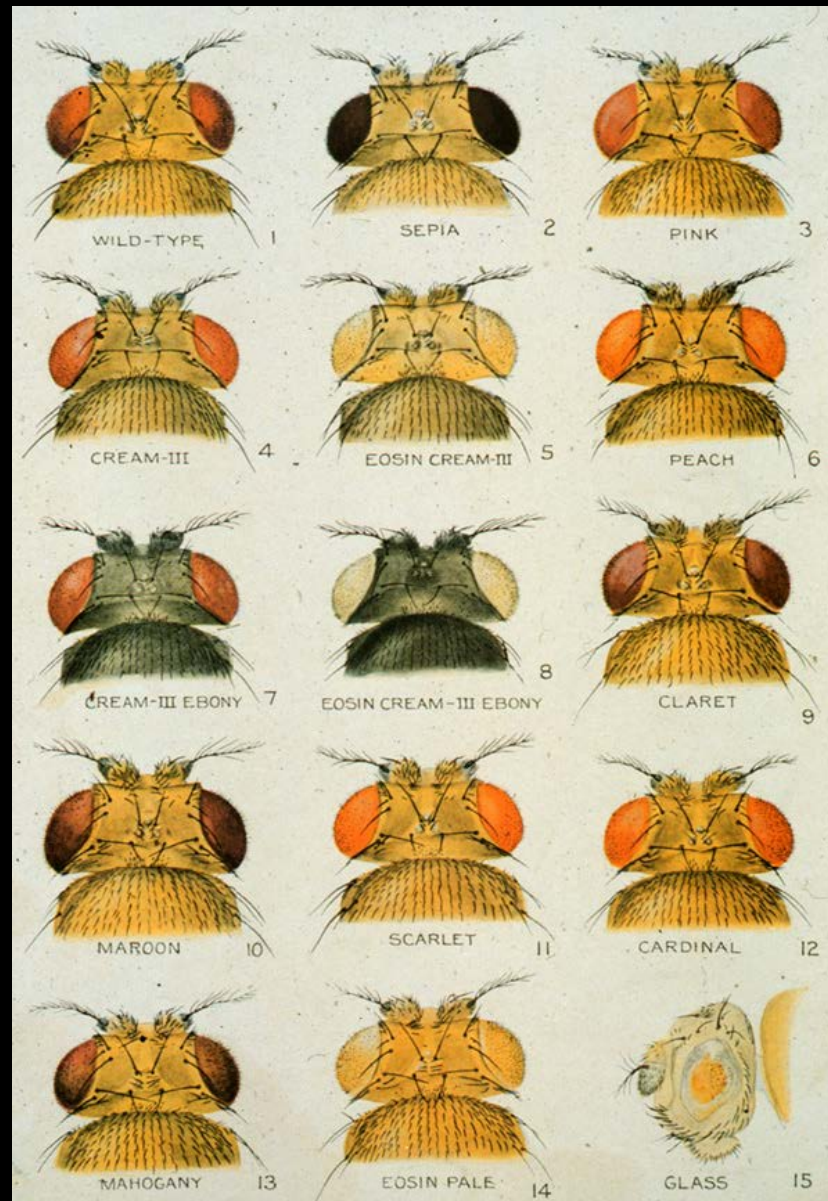 WILD-TYPE 1
SEPIA 2
PINK 3
CREAM-III 4
EOSIN CREAM-III 5
PEACH 6
CREAM-III EBONY 7
EOSIN CREAM-III EBONY 8
CLARET 9
MAROON 10
SCARLET 11
CARDINAL 12
MAHOGANY 13
EOSIN PALE 14
GLASS 15